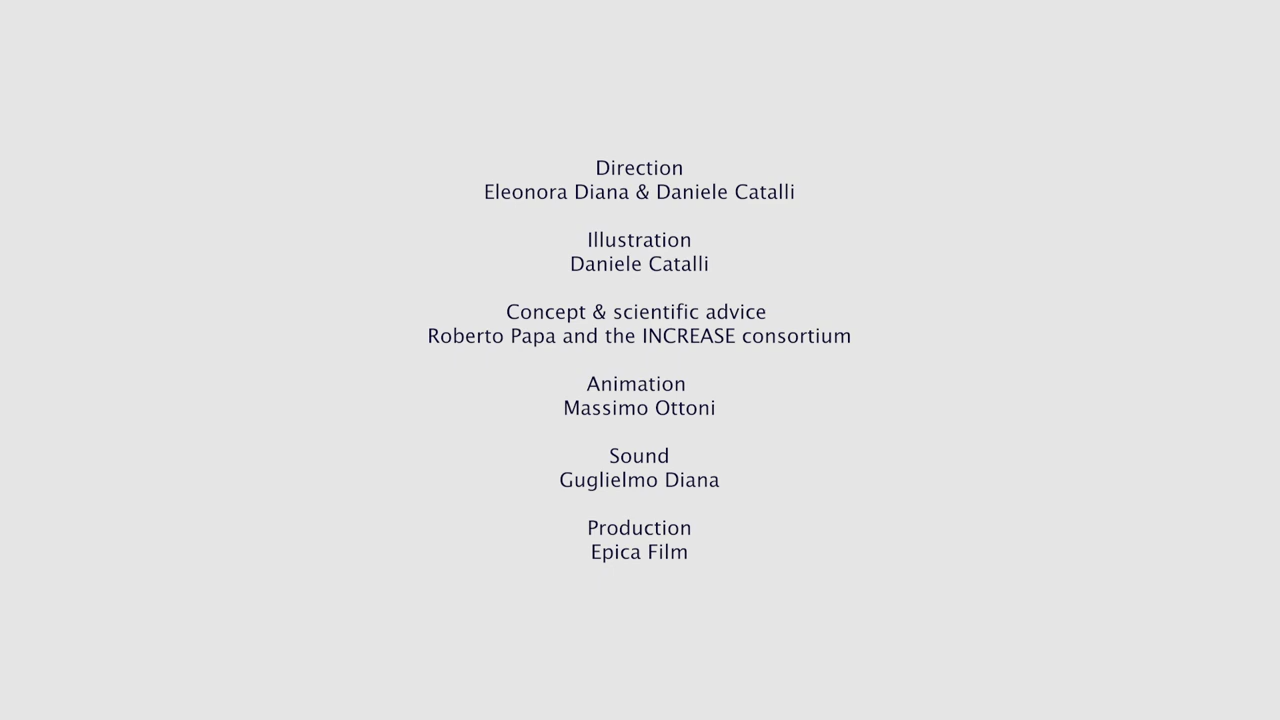 Direction
Eleonora Diana & Daniele Catalli
Illustration
Daniele Catalli
Concept & scientific advice
Roberto Papa and the INCREASE consortium
Animation
Massimo Ottoni
Sound
Guglielmo Diana
Production
Epica Film